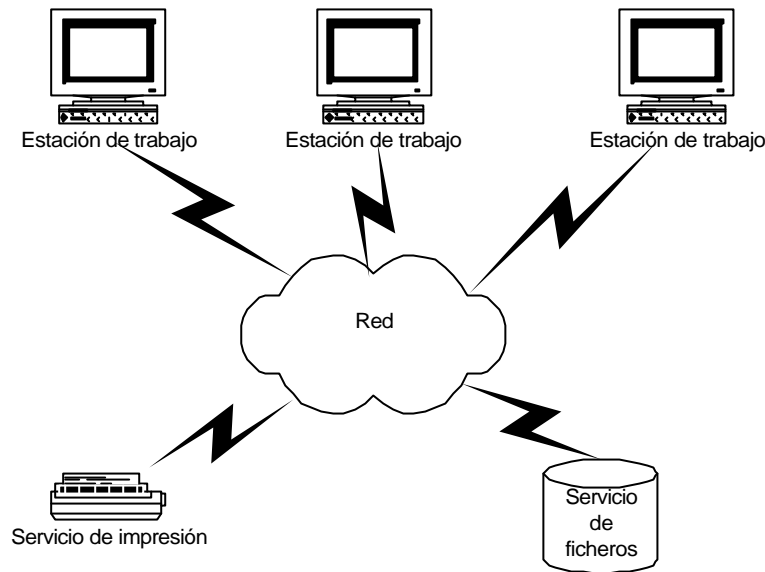 Estación de trabajo
Estación de trabajo
Estación de trabajo
Red
Servicio de impresión
Servicio
de
ficheros